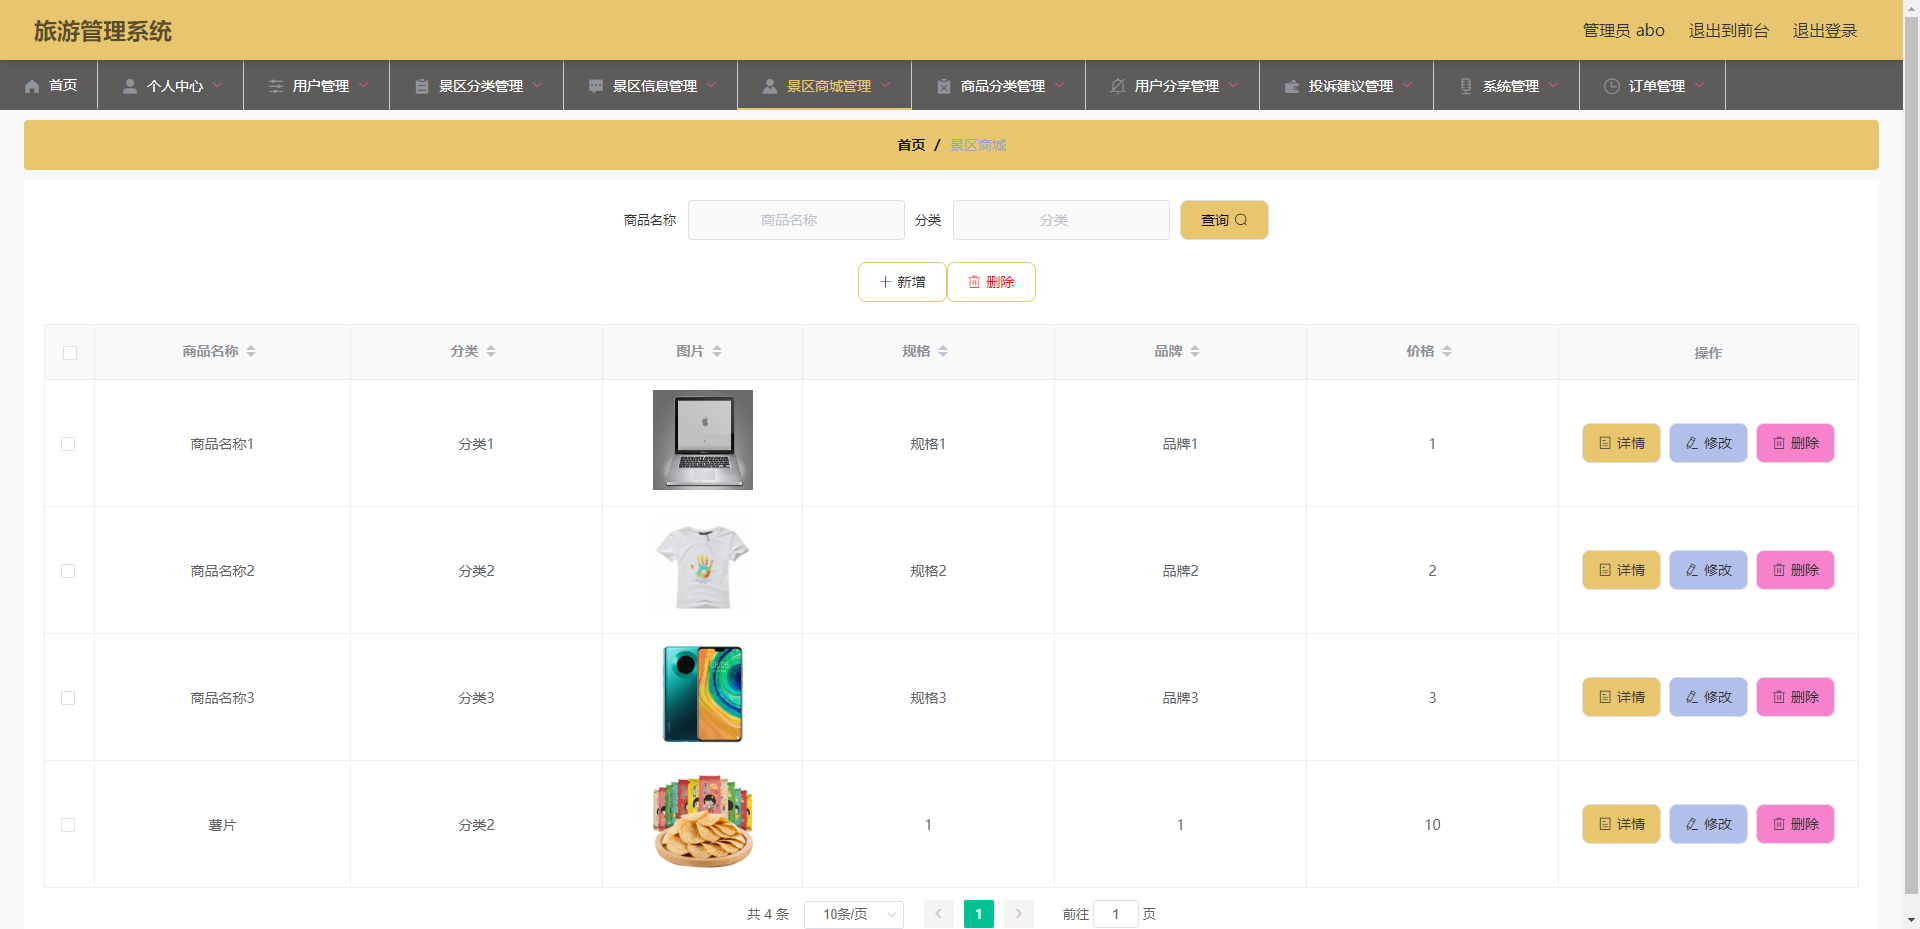 旅游管理系统
管理员 abo 退出到前台 退出登录
首页 个人中心 用户管理 景区分类管理 景区信息管理 景区商城管理 商品分类管理 用户分享管理 投诉建议管理 系统管理 订单管理
首页 / 景区商城
商品名称 商品名称 分类 分类 查询
新增 删除
商品名称 分类 图片 规格 品牌 价格 操作
商品名称1 分类1 规格1 品牌1 1 详情 修改 删除
商品名称2 分类2 规格2 品牌2 2 详情 修改 删除
商品名称3 分类3 规格3 品牌3 3 详情 修改 删除
薯片 分类2 1 1 10 详情 修改 删除
共 4 条 10条/页 1 前往 1 页